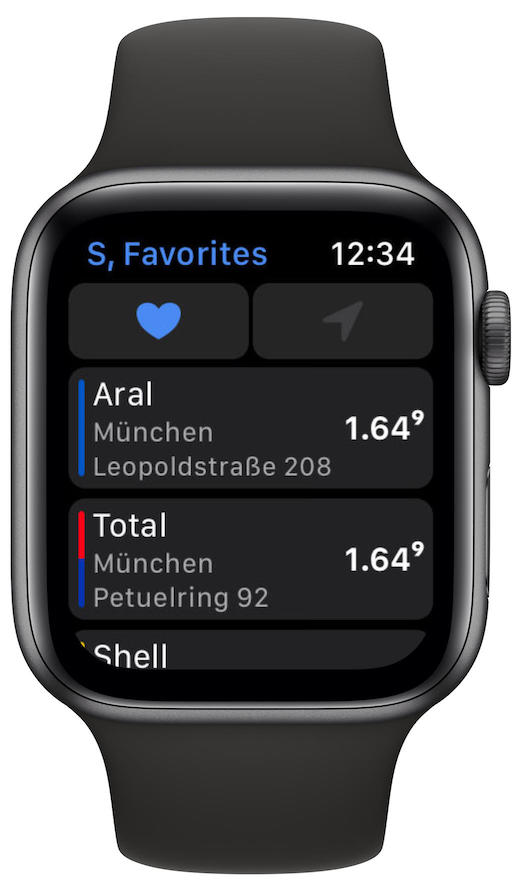 S, Favorites 12:34
Aral
München 1.64⁹
Leopoldstraße 208
Total
München 1.64⁹
Petuelring 92
Shell